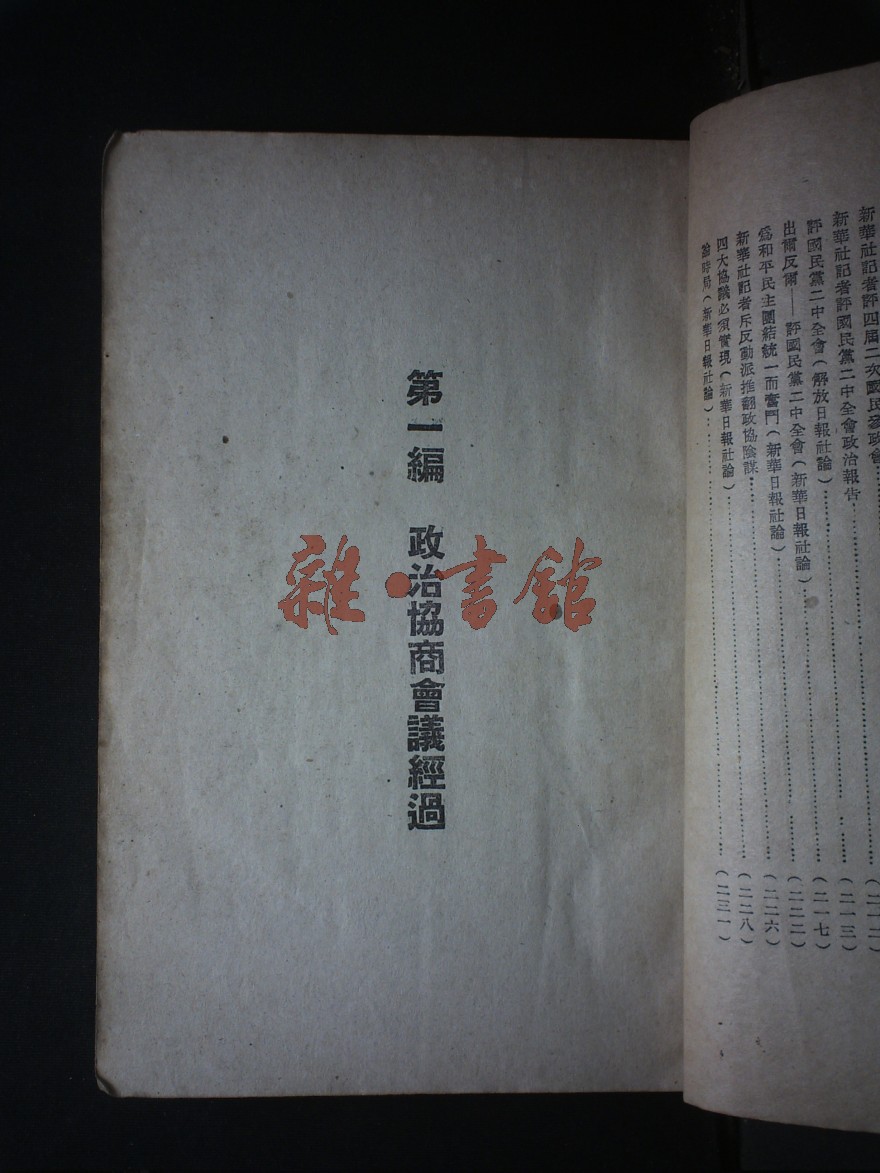 新華社記者評四屆二次國民參政會……(二一二)
新華社記者評國民黨二中全會政治報告……(二一三)
評國民黨二中全會(解放日報社論)……(二一七)
出爾反爾——評國民黨二中全會(新華日報社論)……(二二二)
爲和平民主團結統一而奮鬥(新華日報社論)……(二二六)
新華社記者斥反動派推翻政協陰謀……(二二八)
四大協議必須實現(新華日報社論)……(二三一)
論時局(新華日報社論)……
第一編 政治協商會議經過
雜·書館